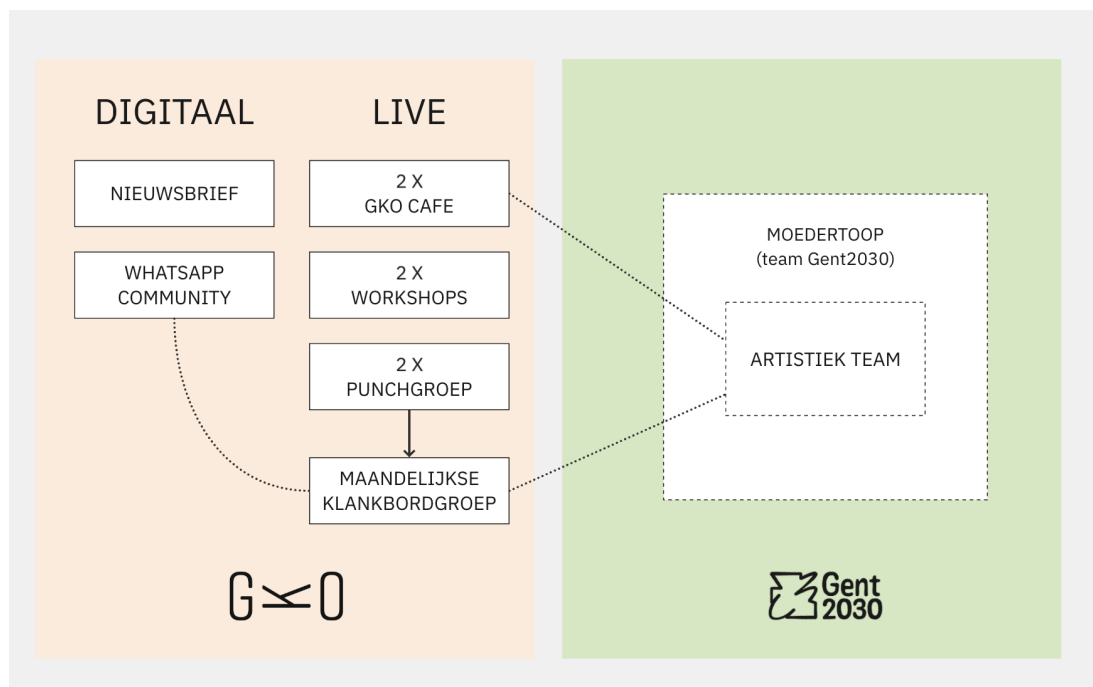 DIGITAAL
NIEUWSBRIEF
WHATSAPP
COMMUNITY
LIVE
2 X
GKO CAFE
2 X
WORKSHOPS
2 X
PUNCHGROEP
MAANDELIJKSE
KLANKBORDGROEP
GKO
MOEDERTOOP
(team Gent2030)
ARTISTIEK TEAM
Gent
2030